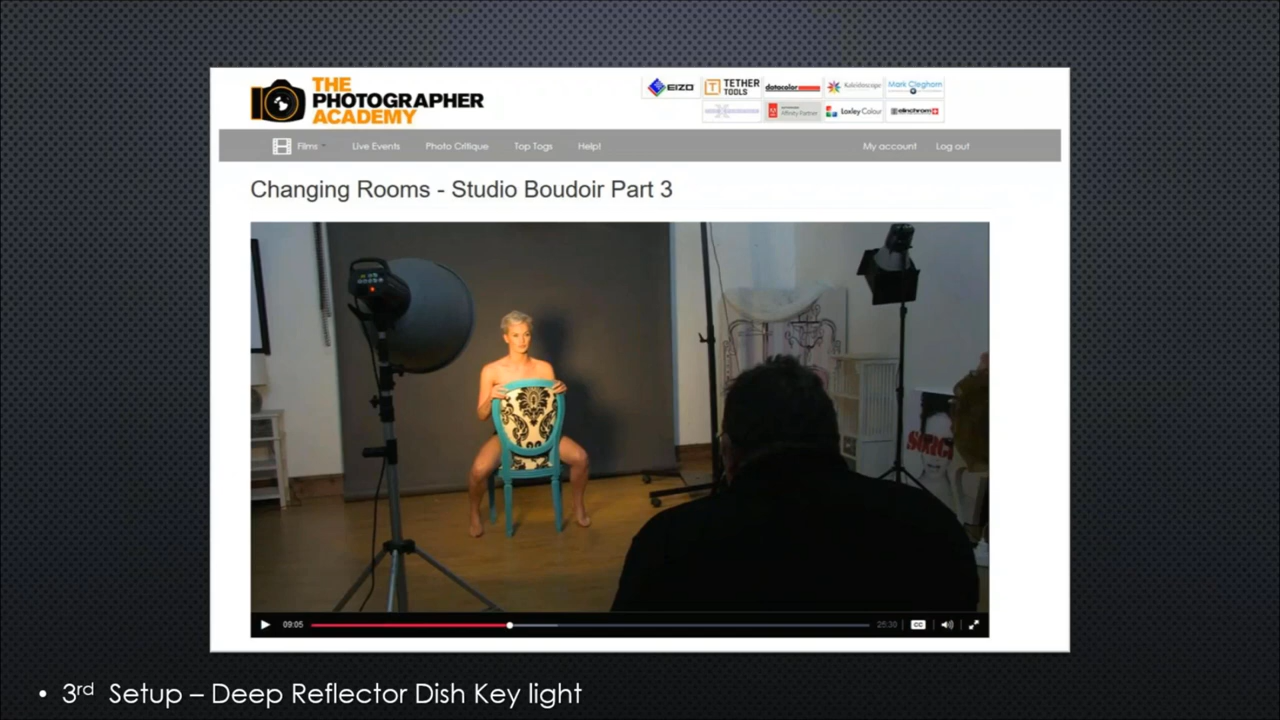 THE
PHOTOGRAPHER
ACADEMY
EIZO
TETHER
TOOLS
datacolor
Kaleidoscope
Mark Cleghorn
Affinity Partner
Loxley Colour
elinchrom
Films
Live Events
Photo Critique
Top Togs
Help!
My account
Log out
Changing Rooms - Studio Boudoir Part 3
09:05
25:30
CC
• 3rd Setup – Deep Reflector Dish Key light